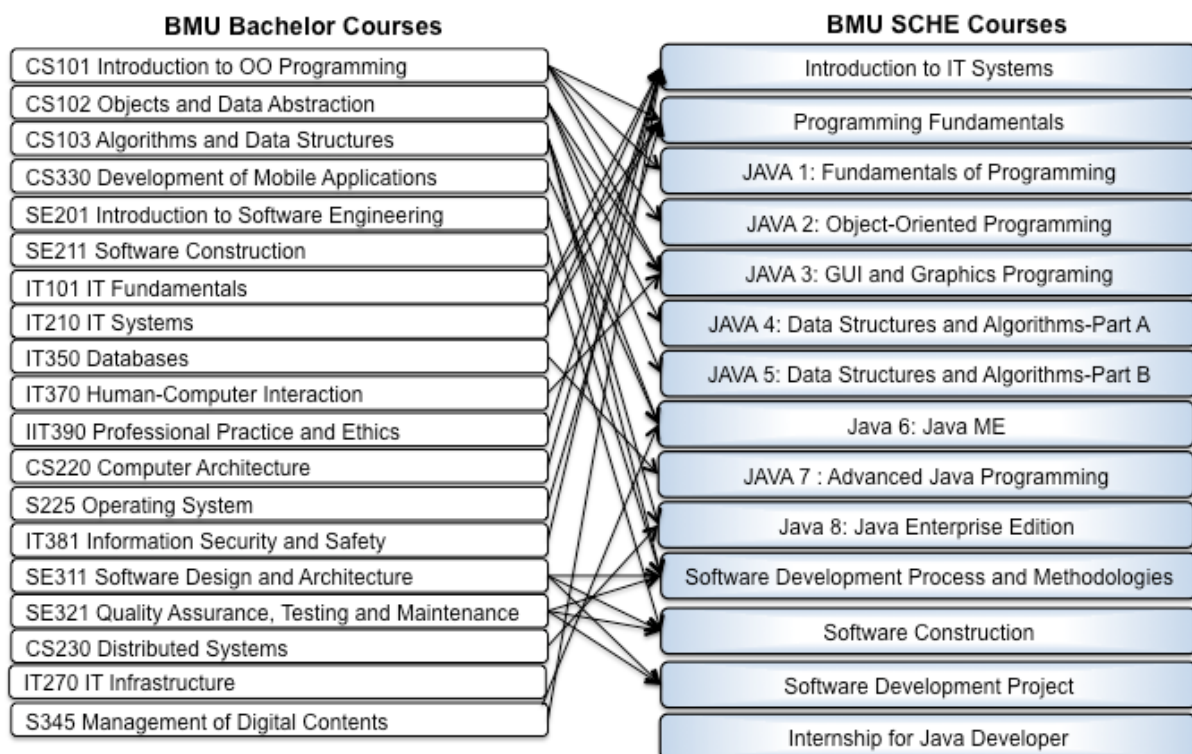 BMU Bachelor Courses
CS101 Introduction to OO Programming
CS102 Objects and Data Abstraction
CS103 Algorithms and Data Structures
CS330 Development of Mobile Applications
SE201 Introduction to Software Engineering
SE211 Software Construction
IT101 IT Fundamentals
IT210 IT Systems
IT350 Databases
IT370 Human-Computer Interaction
IIT390 Professional Practice and Ethics
CS220 Computer Architecture
S225 Operating System
IT381 Information Security and Safety
SE311 Software Design and Architecture
SE321 Quality Assurance, Testing and Maintenance
CS230 Distributed Systems
IT270 IT Infrastructure
S345 Management of Digital Contents
BMU SCHE Courses
Introduction to IT Systems
Programming Fundamentals
JAVA 1: Fundamentals of Programming
JAVA 2: Object-Oriented Programming
JAVA 3: GUI and Graphics Programing
JAVA 4: Data Structures and Algorithms-Part A
JAVA 5: Data Structures and Algorithms-Part B
Java 6: Java ME
JAVA 7 : Advanced Java Programming
Java 8: Java Enterprise Edition
Software Development Process and Methodologies
Software Construction
Software Development Project
Internship for Java Developer